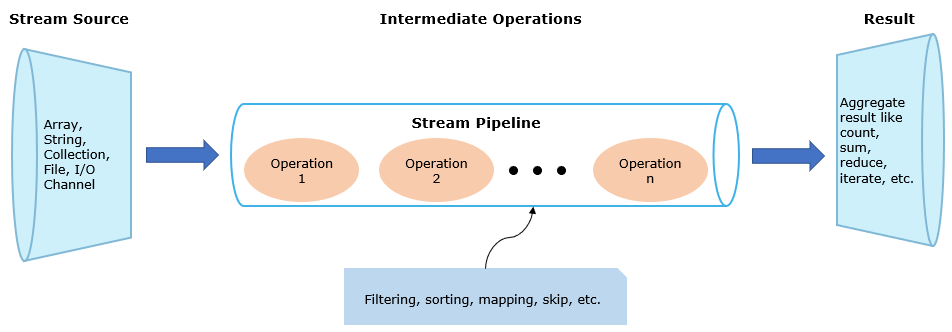 Stream Source
Intermediate Operations
Result
Array,
String,
Collection,
File, I/O
Channel
Stream Pipeline
Operation
1
Operation
2
Operation
n
Aggregate
result like
count,
sum,
reduce,
iterate, etc.
Filtering, sorting, mapping, skip, etc.